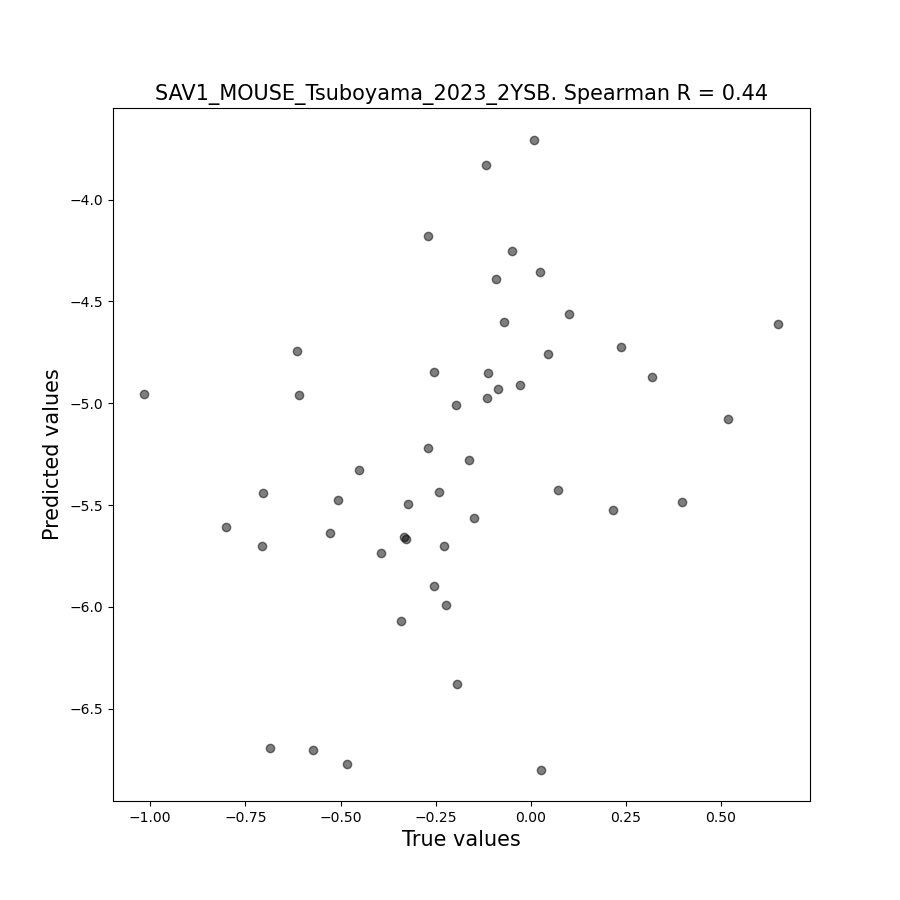 SAV1_MOUSE_Tsuboyama_2023_2YSB. Spearman R = 0.44
−4.0
−4.5
−5.0
−5.5
−6.0
−6.5
Predicted values
−1.00 −0.75 −0.50 −0.25 0.00 0.25 0.50
True values